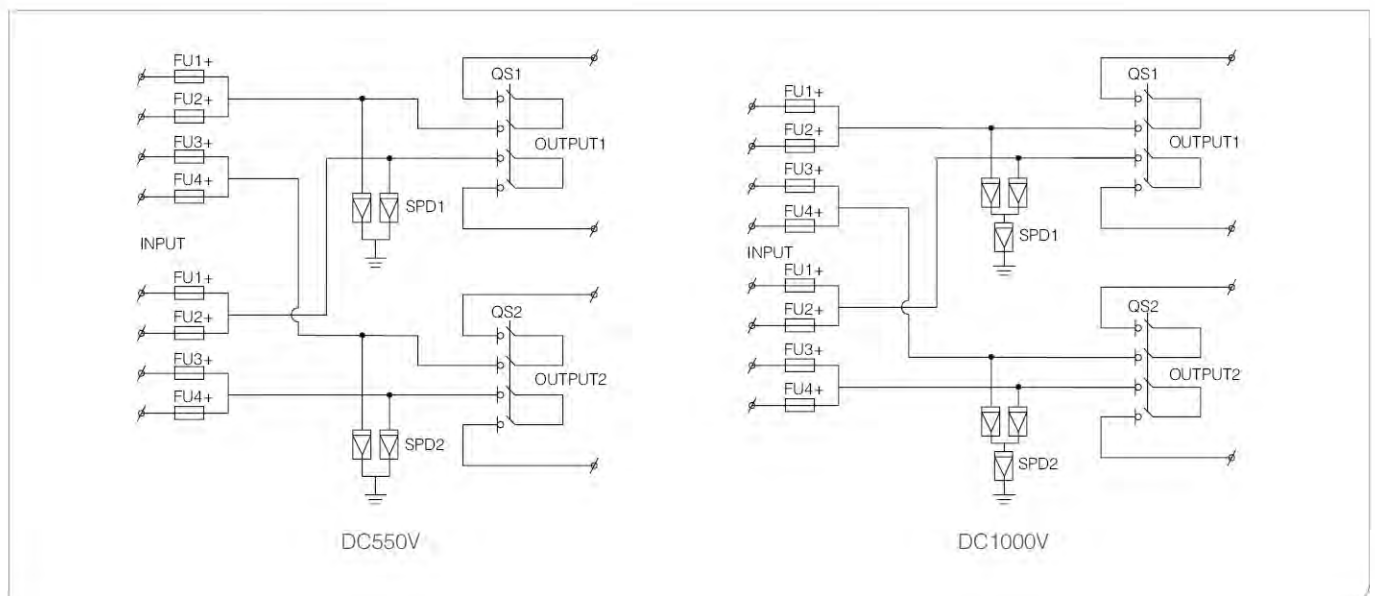 FU1+
FU2+
FU3+
FU4+
INPUT
FU1+
FU2+
FU3+
FU4+
QS1
OUTPUT1
SPD1
QS2
OUTPUT2
SPD2
DC550V
FU1+
FU2+
FU3+
FU4+
INPUT
FU1+
FU2+
FU3+
FU4+
QS1
OUTPUT1
SPD1
QS2
OUTPUT2
SPD2
DC1000V